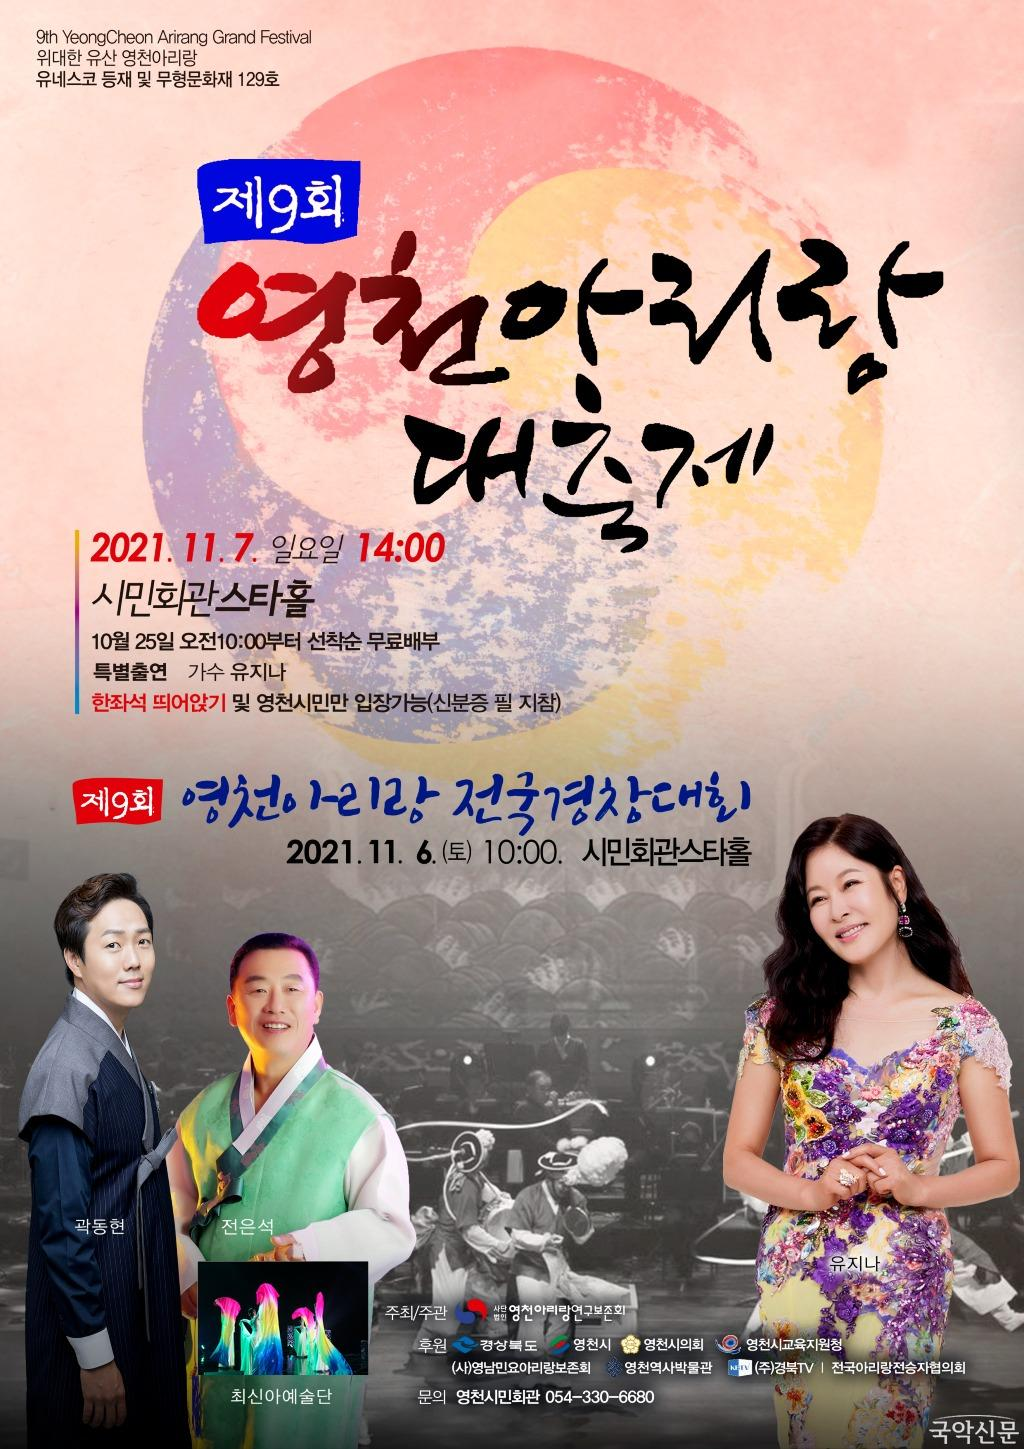 9th YeongCheon Arirang Grand Festival
위대한 유산 영천아리랑
유네스코 등재 및 무형문화재 129호
제9회
영천아리랑
대축제
2021. 11. 7. 일요일 14:00
시민회관스타홀
10월 25일 오전10:00부터 선착순 무료배부
특별출연 가수 유지나
한좌석 띄어앉기 및 영천시민만 입장가능(신분증 필 지참)
제9회 영천아리랑 전국경창대회
2021. 11. 6. (토) 10:00. 시민회관스타홀
곽동현
전은석
유지나
최신아예술단
주최/주관 사단법인 영천아리랑연구보존회
후원 경상북도 영천시 영천시의회 영천시교육지원청
(사)영남민요아리랑보존회 영천역사박물관 (주)경북TV | 전국아리랑전승자협의회
문의 영천시민회관 054-330-6680
국악신문